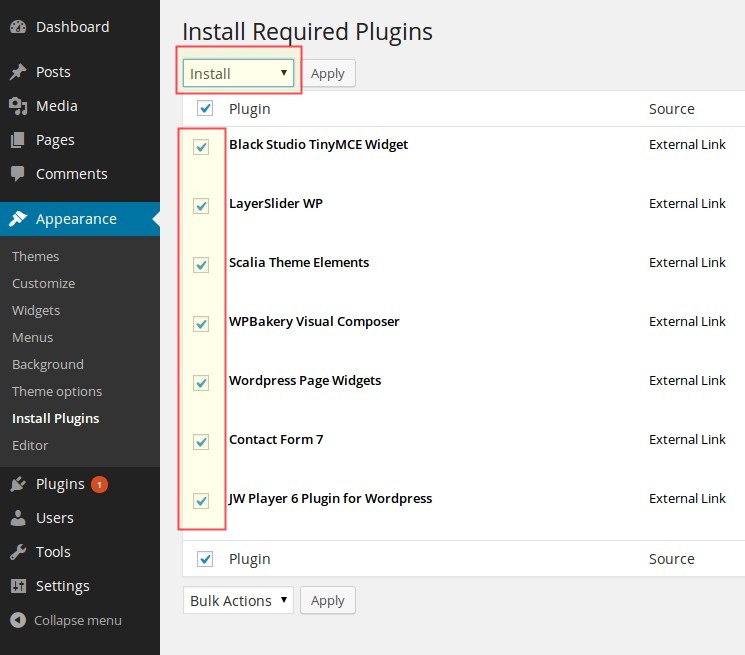 Dashboard
Posts
Media
Pages
Comments
Appearance
Themes
Customize
Widgets
Menus
Background
Theme options
Install Plugins
Editor
Plugins 1
Users
Tools
Settings
Collapse menu
Install Required Plugins
Install Apply
Plugin Source
Black Studio TinyMCE Widget External Link
LayerSlider WP External Link
Scalia Theme Elements External Link
WPBakery Visual Composer External Link
Wordpress Page Widgets External Link
Contact Form 7 External Link
JW Player 6 Plugin for Wordpress External Link
Plugin Source
Bulk Actions Apply